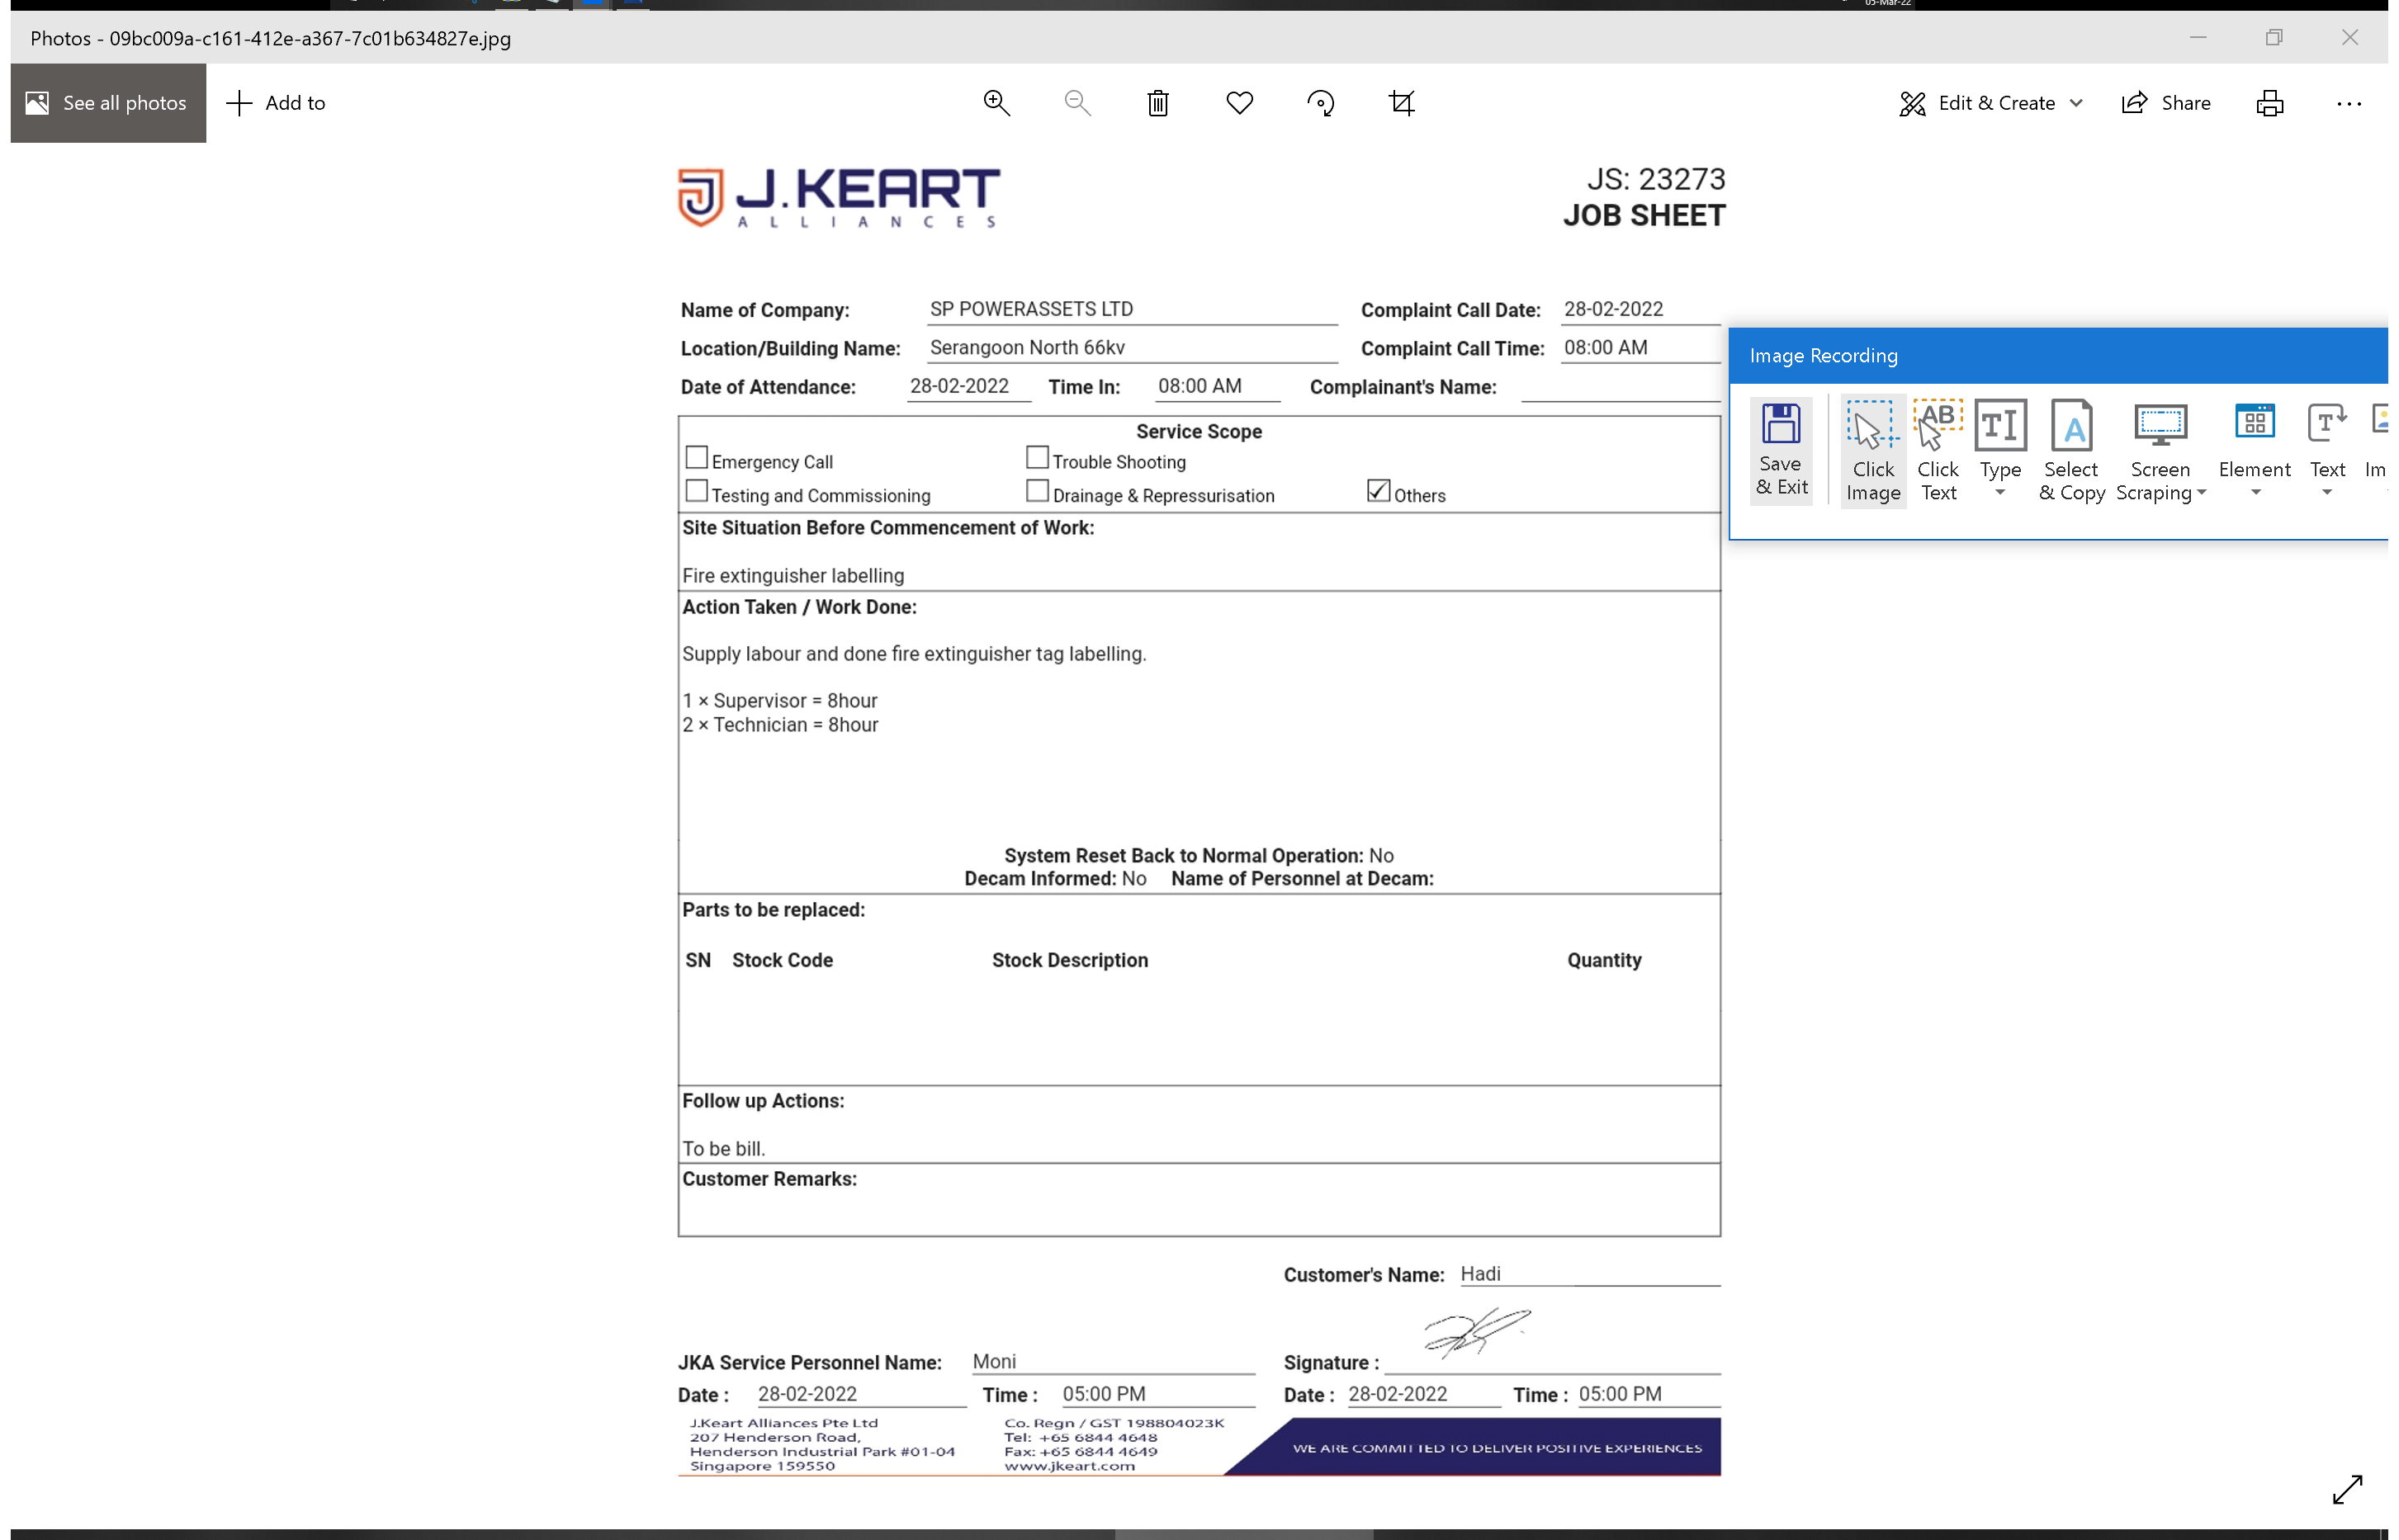 05-Mar-22
Photos - 09bc009a-c161-412e-a367-7c01b634827e.jpg
See all photos
Add to
Edit & Create
Share
J.KEART
ALLIANCES
JS: 23273
JOB SHEET
Name of Company: SP POWERASSETS LTD Complaint Call Date: 28-02-2022
Location/Building Name: Serangoon North 66kv Complaint Call Time: 08:00 AM
Date of Attendance: 28-02-2022 Time In: 08:00 AM Complainant's Name:
Service Scope
Emergency Call Trouble Shooting
Testing and Commissioning Drainage & Repressurisation Others
Site Situation Before Commencement of Work:
Fire extinguisher labelling
Action Taken / Work Done:
Supply labour and done fire extinguisher tag labelling.
1 × Supervisor = 8hour
2 × Technician = 8hour
System Reset Back to Normal Operation: No
Decam Informed: No Name of Personnel at Decam:
Parts to be replaced:
SN Stock Code Stock Description Quantity
Follow up Actions:
To be bill.
Customer Remarks:
Customer's Name: Hadi
JKA Service Personnel Name: Moni Signature :
Date : 28-02-2022 Time : 05:00 PM Date : 28-02-2022 Time : 05:00 PM
J.Keart Alliances Pte Ltd
207 Henderson Road,
Henderson Industrial Park #01-04
Singapore 159550
Co. Regn / GST 198804023K
Tel: +65 6844 4648
Fax: +65 6844 4649
www.jkeart.com
WE ARE COMMITTED TO DELIVER POSITIVE EXPERIENCES
Image Recording
Save & Exit
Click Image
Click Text
Type
Select & Copy
Screen Scraping
Element
Text
Im